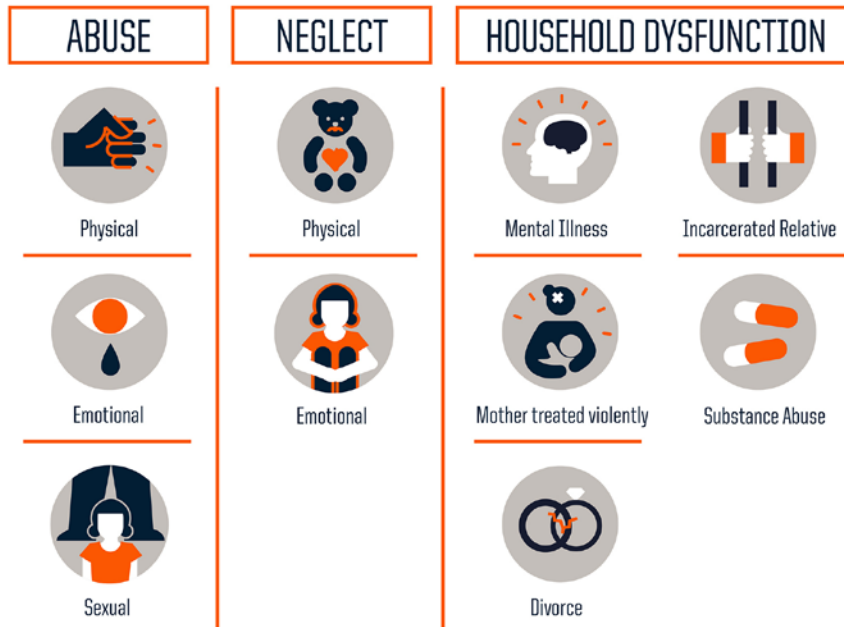 ABUSE
Physical
Emotional
Sexual
NEGLECT
Physical
Emotional
HOUSEHOLD DYSFUNCTION
Mental Illness
Incarcerated Relative
Mother treated violently
Substance Abuse
Divorce